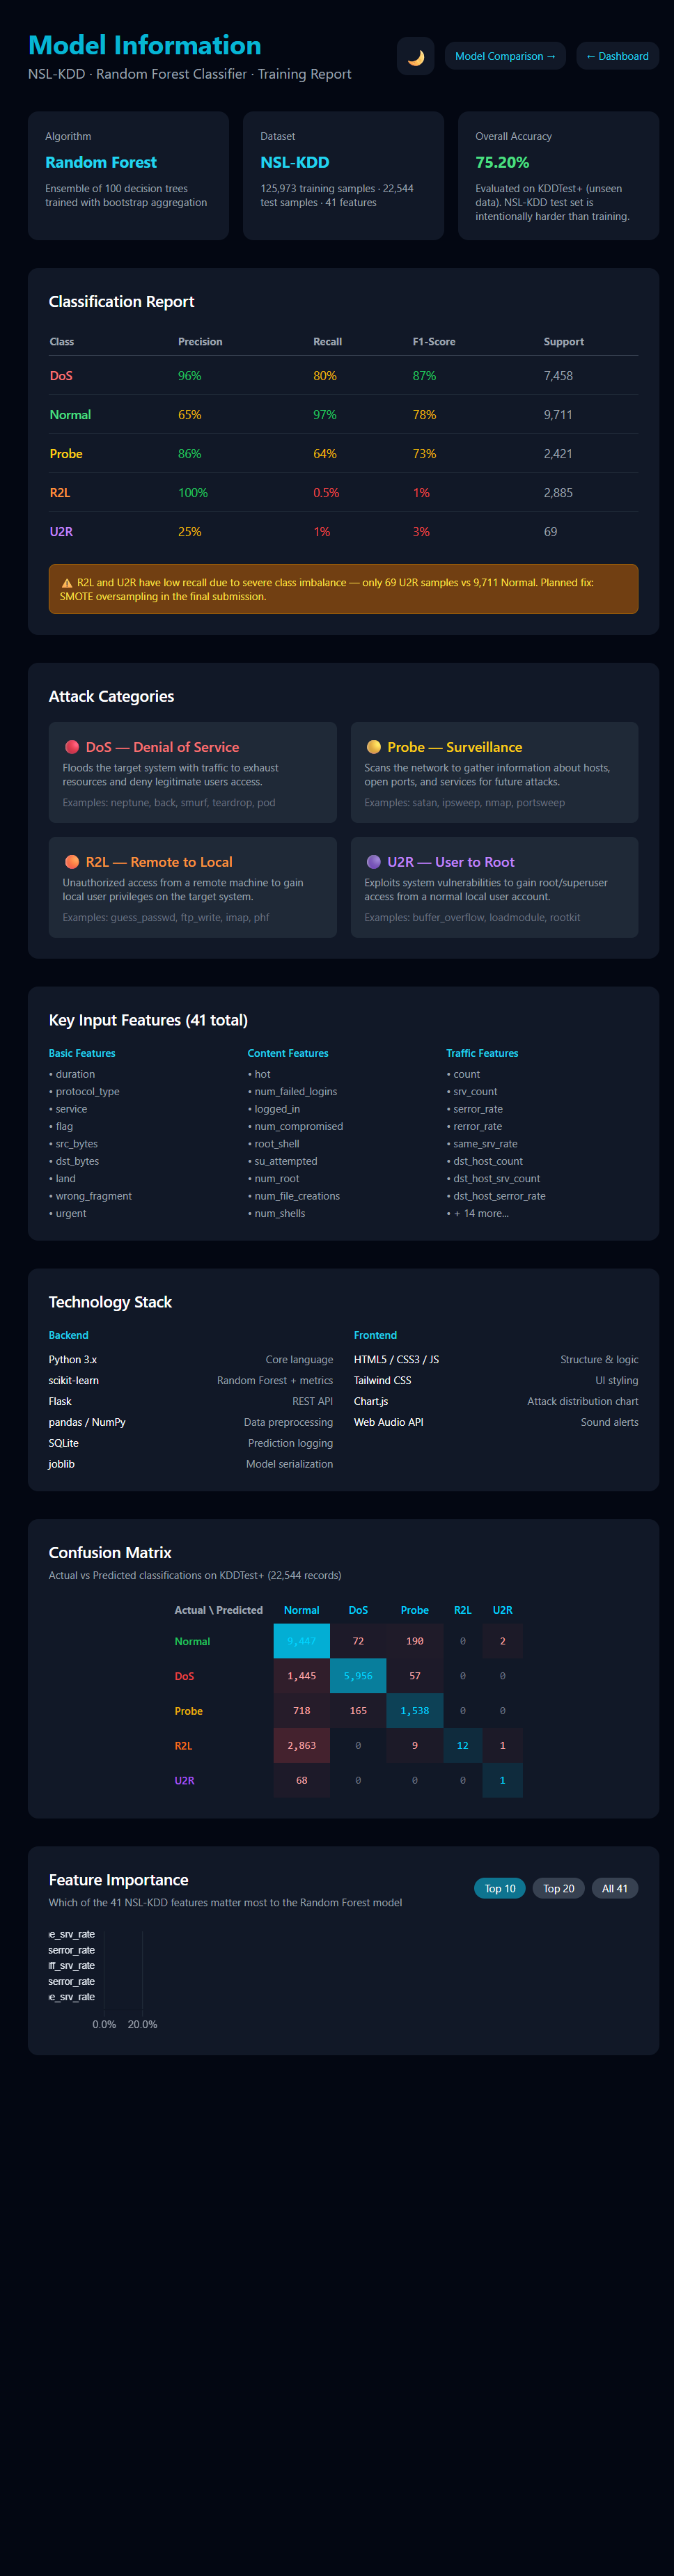 Model Information
NSL-KDD · Random Forest Classifier · Training Report
Model Comparison →
← Dashboard
Algorithm
Random Forest
Ensemble of 100 decision trees
trained with bootstrap aggregation
Dataset
NSL-KDD
125,973 training samples · 22,544
test samples · 41 features
Overall Accuracy
75.20%
Evaluated on KDDTest+ (unseen
data). NSL-KDD test set is
intentionally harder than training.
Classification Report
Class Precision Recall F1-Score Support
DoS 96% 80% 87% 7,458
Normal 65% 97% 78% 9,711
Probe 86% 64% 73% 2,421
R2L 100% 0.5% 1% 2,885
U2R 25% 1% 3% 69
⚠ R2L and U2R have low recall due to severe class imbalance — only 69 U2R samples vs 9,711 Normal. Planned fix:
SMOTE oversampling in the final submission.
Attack Categories
DoS — Denial of Service
Floods the target system with traffic to exhaust
resources and deny legitimate users access.
Examples: neptune, back, smurf, teardrop, pod
Probe — Surveillance
Scans the network to gather information about hosts,
open ports, and services for future attacks.
Examples: satan, ipsweep, nmap, portsweep
R2L — Remote to Local
Unauthorized access from a remote machine to gain
local user privileges on the target system.
Examples: guess_passwd, ftp_write, imap, phf
U2R — User to Root
Exploits system vulnerabilities to gain root/superuser
access from a normal local user account.
Examples: buffer_overflow, loadmodule, rootkit
Key Input Features (41 total)
Basic Features
• duration
• protocol_type
• service
• flag
• src_bytes
• dst_bytes
• land
• wrong_fragment
• urgent
Content Features
• hot
• num_failed_logins
• logged_in
• num_compromised
• root_shell
• su_attempted
• num_root
• num_file_creations
• num_shells
Traffic Features
• count
• srv_count
• serror_rate
• rerror_rate
• same_srv_rate
• dst_host_count
• dst_host_srv_count
• dst_host_serror_rate
• + 14 more...
Technology Stack
Backend
Python 3.x Core language
scikit-learn Random Forest + metrics
Flask REST API
pandas / NumPy Data preprocessing
SQLite Prediction logging
joblib Model serialization
Frontend
HTML5 / CSS3 / JS Structure & logic
Tailwind CSS UI styling
Chart.js Attack distribution chart
Web Audio API Sound alerts
Confusion Matrix
Actual vs Predicted classifications on KDDTest+ (22,544 records)
Actual \ Predicted Normal DoS Probe R2L U2R
Normal 9,447 72 190 0 2
DoS 1,445 5,956 57 0 0
Probe 718 165 1,538 0 0
R2L 2,863 0 9 12 1
U2R 68 0 0 0 1
Feature Importance
Which of the 41 NSL-KDD features matter most to the Random Forest model
Top 10
Top 20
All 41
e_srv_rate
serror_rate
iff_srv_rate
serror_rate
e_srv_rate
0.0% 20.0%